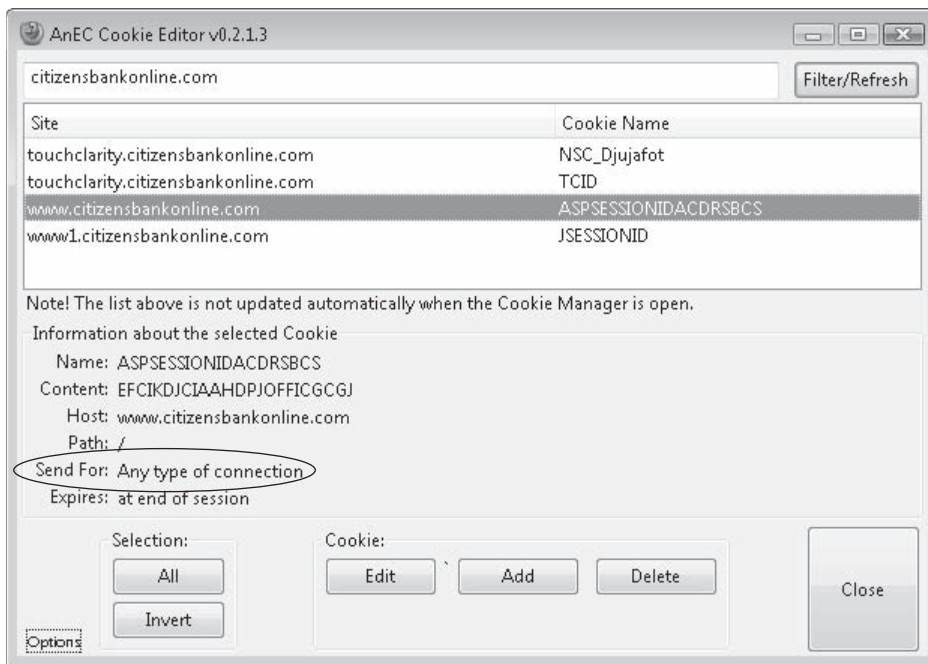 AnEC Cookie Editor v0.2.1.3
citizensbankonline.com Filter/Refresh
Site Cookie Name
touchclarity.citizensbankonline.com NSC_Djujafot
touchclarity.citizensbankonline.com TCID
www.citizensbankonline.com ASPSESSIONIDACDRSBCS
www1.citizensbankonline.com JSESSIONID
Note! The list above is not updated automatically when the Cookie Manager is open.
Information about the selected Cookie
Name: ASPSESSIONIDACDRSBCS
Content: EFCIKDJCIAAHDPJOFFICGCGJ
Host: www.citizensbankonline.com
Path: /
Send For: Any type of connection
Expires: at end of session
Selection: Cookie:
All Edit ` Add Delete Close
Invert
Options